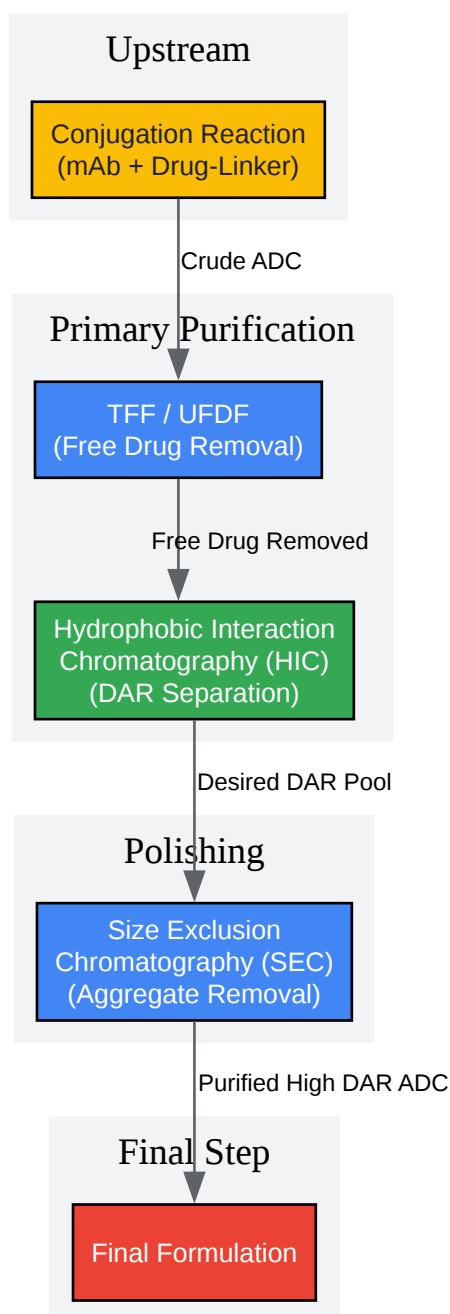 Upstream
Conjugation Reaction
(mAb + Drug-Linker)
Crude ADC
Primary Purification
TFF / UFDF
(Free Drug Removal)
Free Drug Removed
Hydrophobic Interaction
Chromatography (HIC)
(DAR Separation)
Desired DAR Pool
Polishing
Size Exclusion
Chromatography (SEC)
(Aggregate Removal)
Purified High DAR ADC
Final Step
Final Formulation